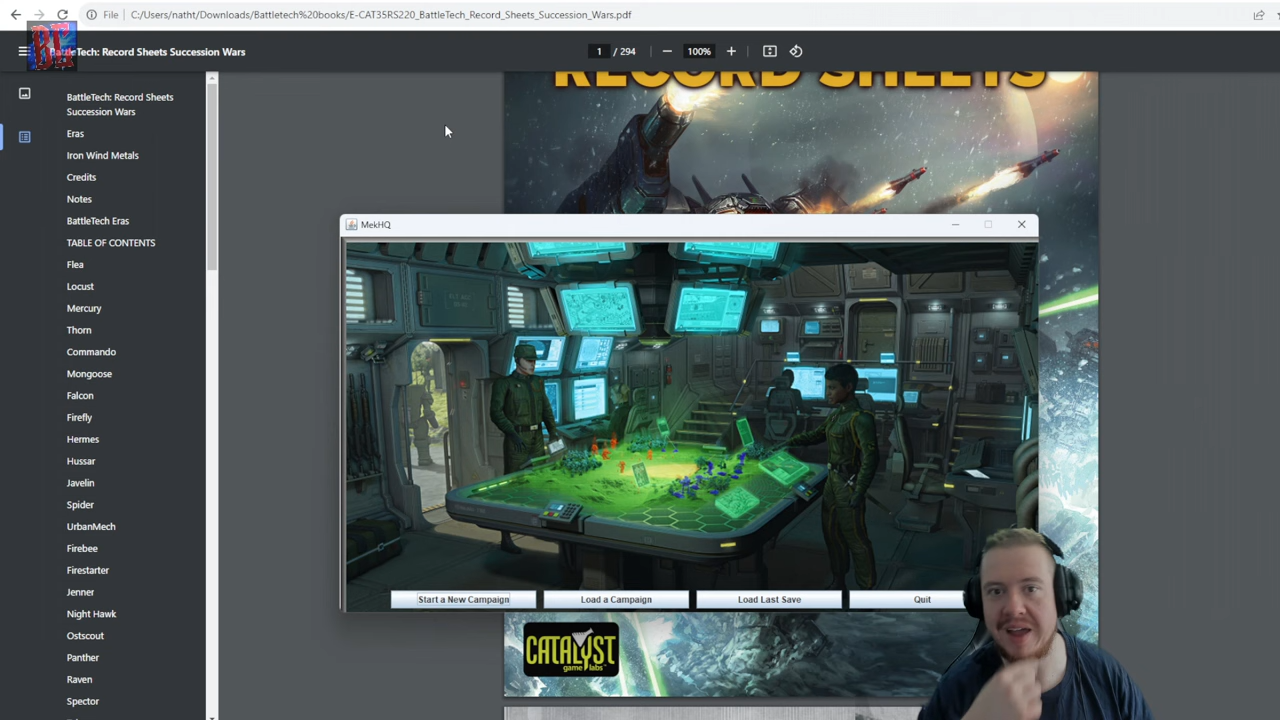 File
C:/Users/natht/Downloads/Battletech%20books/E-CAT35RS220_BattleTech_Record_Sheets_Succession_Wars.pdf
BE
BattleTech: Record Sheets Succession Wars
1 / 294
100%
RECORD SHEETS
BattleTech: Record Sheets
Succession Wars
Eras
Iron Wind Metals
Credits
Notes
BattleTech Eras
TABLE OF CONTENTS
Flea
Locust
Mercury
Thorn
Commando
Mongoose
Falcon
Firefly
Hermes
Hussar
Javelin
Spider
UrbanMech
Firebee
Firestarter
Jenner
Night Hawk
Ostscout
Panther
Raven
Spector
MekHQ
Start a New Campaign
Load a Campaign
Load Last Save
Quit
CATALYST
game labs